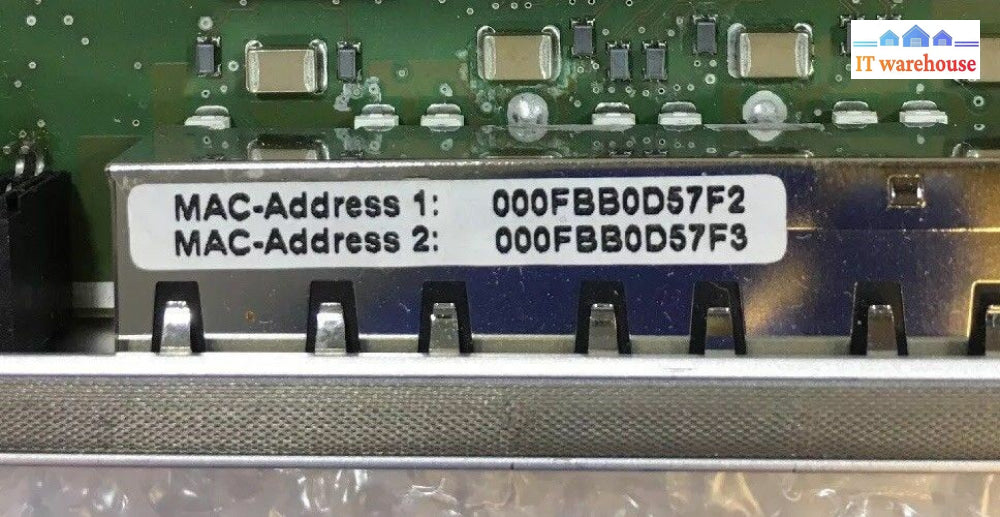 IT warehouse
MAC-Address 1: 000FBB0D57F2
MAC-Address 2: 000FBB0D57F3